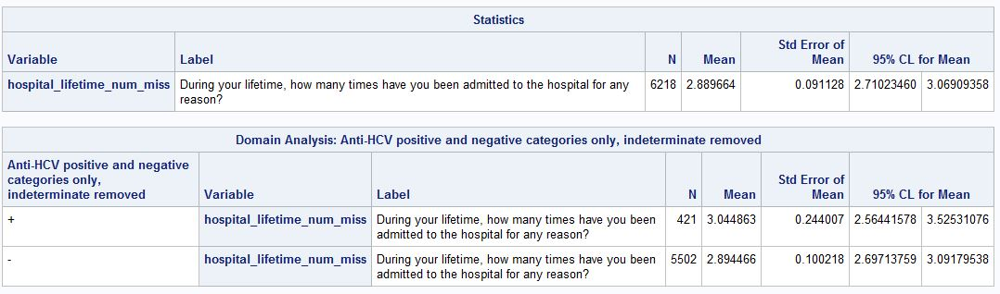 Statistics
Variable Label N Mean Std Error of Mean 95% CL for Mean
hospital_lifetime_num_miss During your lifetime, how many times have you been admitted to the hospital for any reason? 6218 2.889664 0.091128 2.71023460 3.06909358
Domain Analysis: Anti-HCV positive and negative categories only, indeterminate removed
Anti-HCV positive and negative categories only, indeterminate removed Variable Label N Mean Std Error of Mean 95% CL for Mean
+ hospital_lifetime_num_miss During your lifetime, how many times have you been admitted to the hospital for any reason? 421 3.044863 0.244007 2.56441578 3.52531076
- hospital_lifetime_num_miss During your lifetime, how many times have you been admitted to the hospital for any reason? 5502 2.894466 0.100218 2.69713759 3.09179538